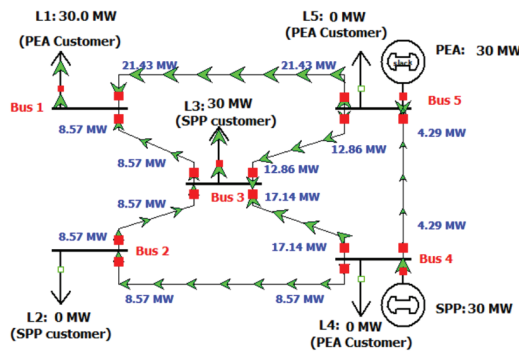 L1: 30.0 MW
(PEA Customer)
L5: 0 MW
(PEA Customer)
PEA: 30 MW
slack
21.43 MW
21.43 MW
L3: 30 MW
(SPP Customer)
Bus 1
Bus 5
8.57 MW
4.29 MW
12.86 MW
8.57 MW
12.86 MW
Bus 3
17.14 MW
8.57 MW
8.57 MW
Bus 2
17.14 MW
4.29 MW
Bus 4
8.57 MW
8.57 MW
L2: 0 MW
(SPP customer)
L4: 0 MW
(PEA Customer)
SPP: 30 MW